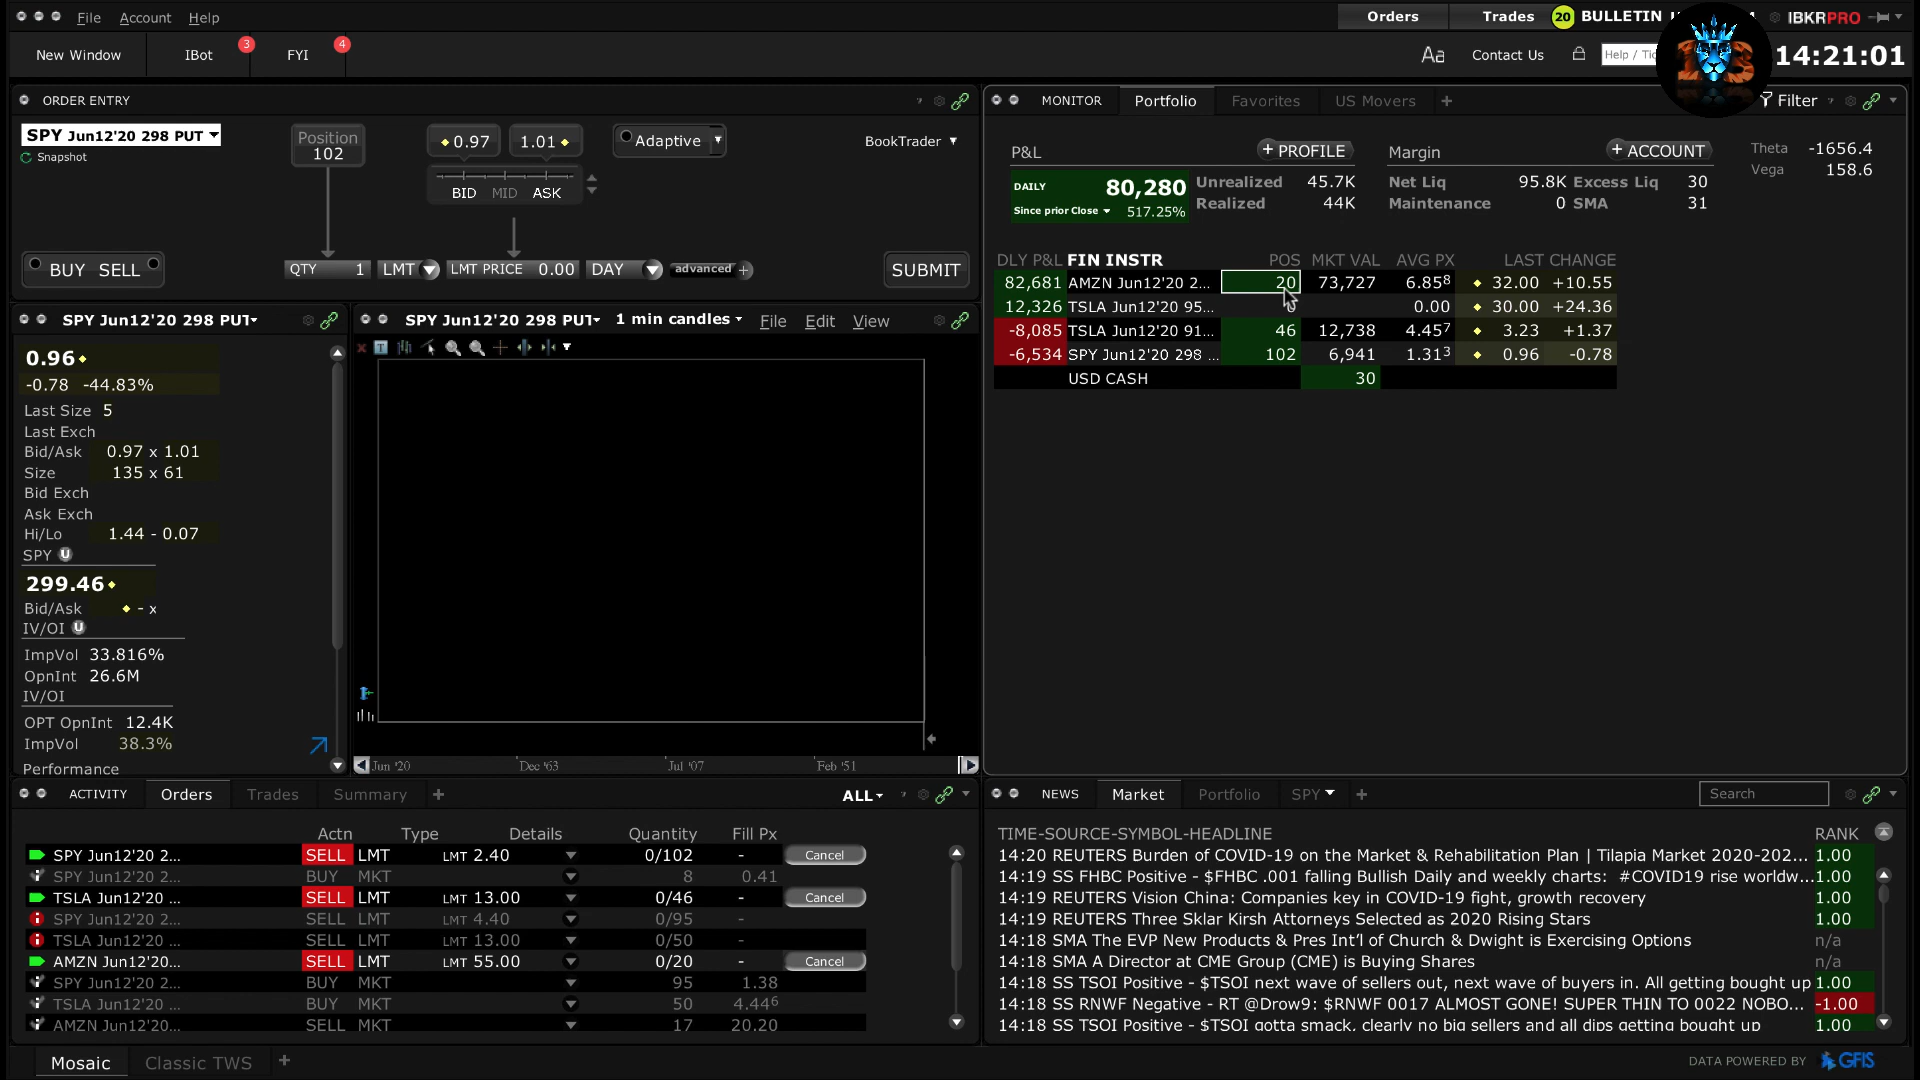 File Account Help
Orders Trades 20 BULLETIN IBKRPRO
New Window IBot 3 FYI 4
Aa Contact Us Help / 14:21:01
ORDER ENTRY
SPY Jun12'20 298 PUT
Snapshot
Position
102
0.97 1.01
BID MID ASK
Adaptive
BookTrader
BUY SELL QTY 1 LMT LMT PRICE 0.00 DAY advanced + SUBMIT
SPY Jun12'20 298 PUT
0.96
-0.78 -44.83%
Last Size 5
Last Exch
Bid/Ask 0.97 x 1.01
Size 135 x 61
Bid Exch
Ask Exch
Hi/Lo 1.44 - 0.07
SPY U
299.46
Bid/Ask - x
IV/OI U
ImpVol 33.816%
OpnInt 26.6M
IV/OI
OPT OpnInt 12.4K
ImpVol 38.3%
Performance
SPY Jun12'20 298 PUT 1 min candles File Edit View
Jun '20 Dec '63 Jul '07 Feb '51
MONITOR Portfolio Favorites US Movers + Filter
P&L + PROFILE Margin + ACCOUNT Theta -1656.4
Vega 158.6
DAILY 80,280 Unrealized 45.7K Net Liq 95.8K Excess Liq 30
Since prior Close 517.25% Realized 44K Maintenance 0 SMA 31
DLY P&L FIN INSTR POS MKT VAL AVG PX LAST CHANGE
82,681 AMZN Jun12'20 2... 20 73,727 6.858 32.00 +10.55
12,326 TSLA Jun12'20 95... 0.00 30.00 +24.36
-8,085 TSLA Jun12'20 91... 46 12,738 4.457 3.23 +1.37
-6,534 SPY Jun12'20 298 ... 102 6,941 1.313 0.96 -0.78
USD CASH 30
ACTIVITY Orders Trades Summary + ALL
Actn Type Details Quantity Fill Px
SPY Jun12'20 2... SELL LMT LMT 2.40 0/102 - Cancel
SPY Jun12'20 2... BUY MKT 8 0.41
TSLA Jun12'20 ... SELL LMT LMT 13.00 0/46 - Cancel
SPY Jun12'20 2... SELL LMT LMT 4.40 0/95 -
TSLA Jun12'20 ... SELL LMT LMT 13.00 0/50 -
AMZN Jun12'20... SELL LMT LMT 55.00 0/20 - Cancel
SPY Jun12'20 2... BUY MKT 95 1.38
TSLA Jun12'20 ... BUY MKT 50 4.446
AMZN Jun12'20... SELL MKT 17 20.20
NEWS Market Portfolio SPY + Search
TIME-SOURCE-SYMBOL-HEADLINE RANK
14:20 REUTERS Burden of COVID-19 on the Market & Rehabilitation Plan | Tilapia Market 2020-202... 1.00
14:19 SS FHBC Positive - $FHBC .001 falling Bullish Daily and weekly charts: #COVID19 rise worldw... 1.00
14:19 REUTERS Vision China: Companies key in COVID-19 fight, growth recovery 1.00
14:19 REUTERS Three Sklar Kirsh Attorneys Selected as 2020 Rising Stars 1.00
14:18 SMA The EVP New Products & Pres Int'l of Church & Dwight is Exercising Options n/a
14:18 SMA A Director at CME Group (CME) is Buying Shares n/a
14:18 SS TSOI Positive - $TSOI next wave of sellers out, next wave of buyers in. All getting bought up 1.00
14:18 SS RNWF Negative - RT @Drow9: $RNWF 0017 ALMOST GONE! SUPER THIN TO 0022 NOBO... -1.00
14:18 SS TSOI Positive - $TSOI gotta smack, clearly no big sellers and all dips getting bought up 1.00
Mosaic Classic TWS + DATA POWERED BY GFIS